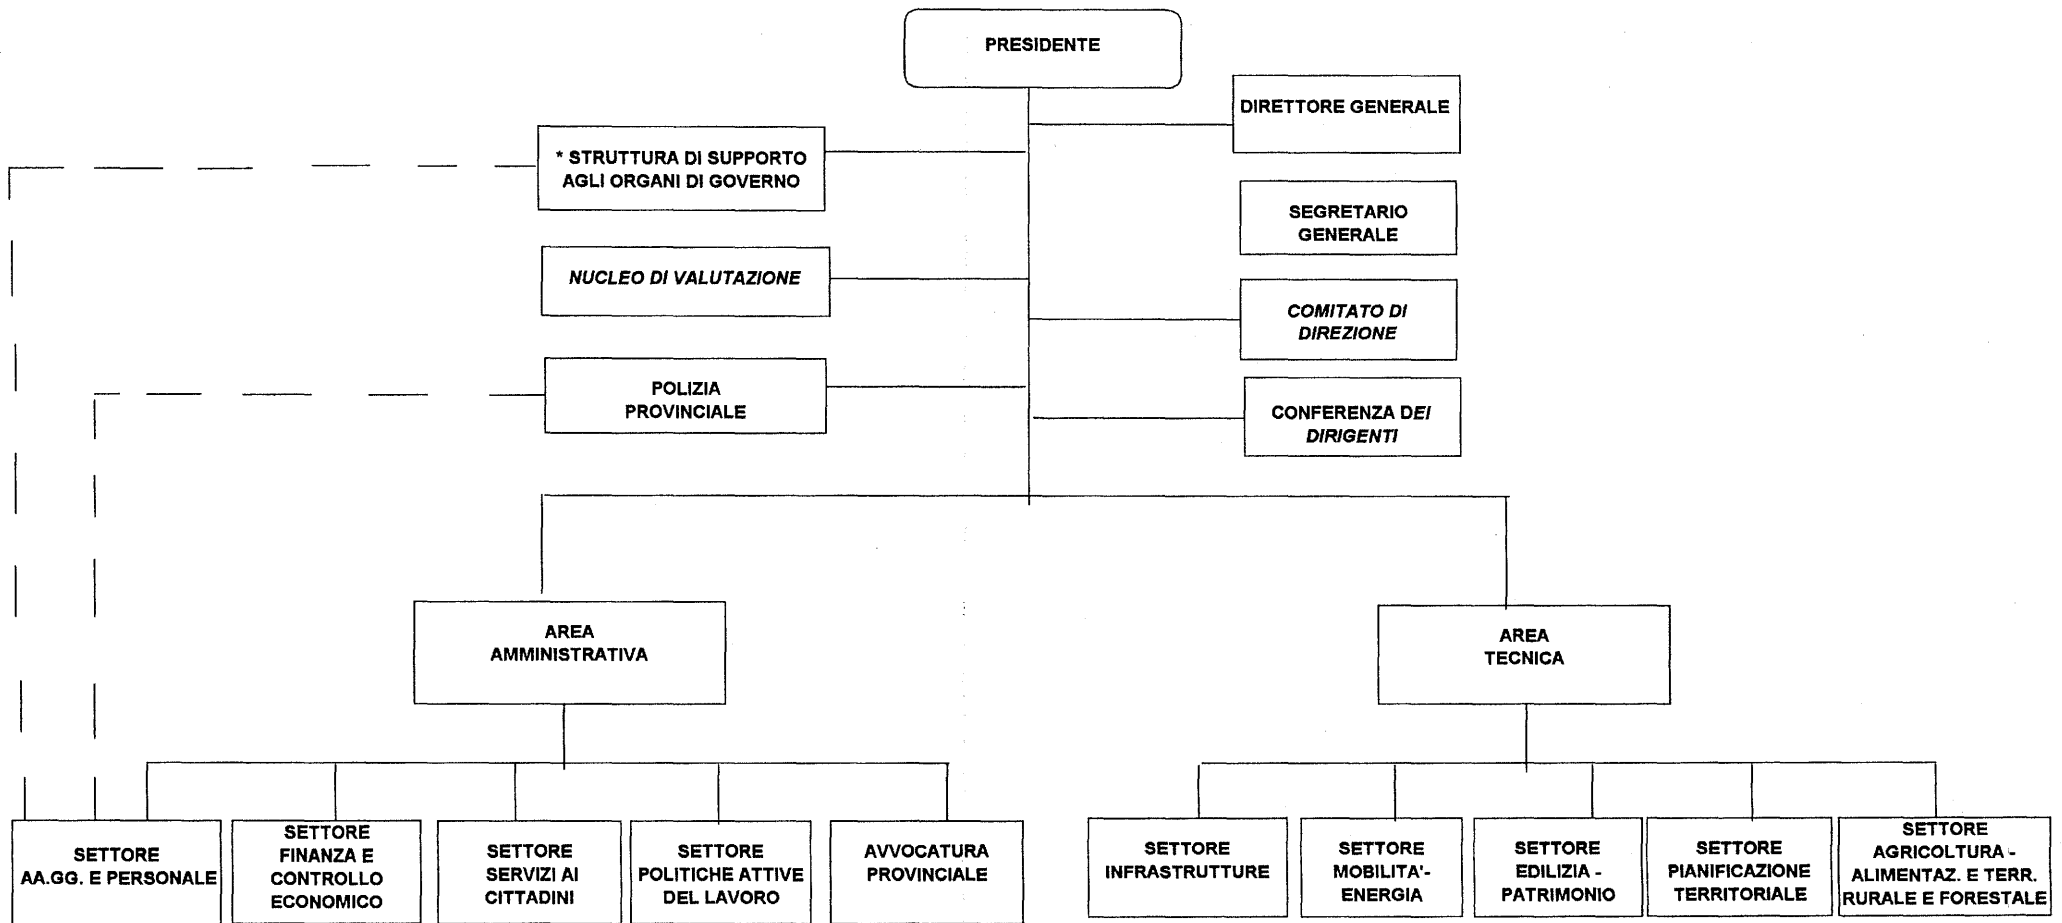 PRESIDENTE
DIRETTORE GENERALE
* STRUTTURA DI SUPPORTO
AGLI ORGANI DI GOVERNO
SEGRETARIO
GENERALE
NUCLEO DI VALUTAZIONE
COMITATO DI
DIREZIONE
POLIZIA
PROVINCIALE
CONFERENZA DEI
DIRIGENTI
AREA
AMMINISTRATIVA
AREA
TECNICA
SETTORE
AA.GG. E PERSONALE
SETTORE
FINANZA E
CONTROLLO
ECONOMICO
SETTORE
SERVIZI AI
CITTADINI
SETTORE
POLITICHE ATTIVE
DEL LAVORO
AVVOCATURA
PROVINCIALE
SETTORE
INFRASTRUTTURE
SETTORE
MOBILITA'-
ENERGIA
SETTORE
EDILIZIA -
PATRIMONIO
SETTORE
PIANIFICAZIONE
TERRITORIALE
SETTORE
AGRICOLTURA -
ALIMENTAZ. E TERR.
RURALE E FORESTALE